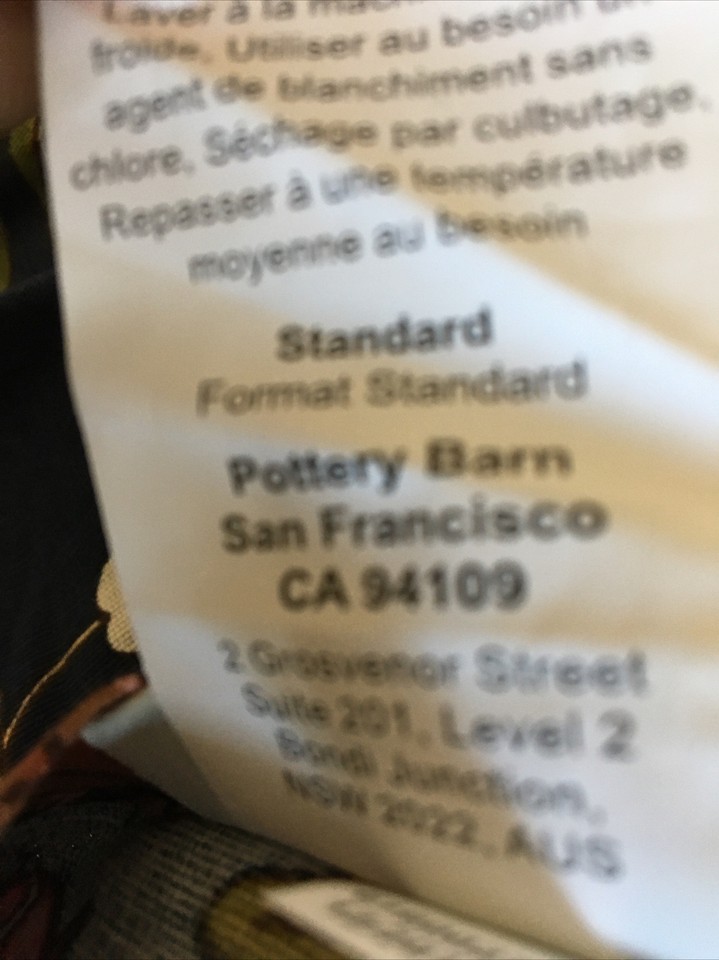 Laver à la
froide. Utiliser au besoin un
agent de blanchiment sans
chlore. Séchage par culbutage.
Repasser à une température
moyenne au besoin
Standard
Format Standard
Pottery Barn
San Francisco
CA 94109
2 Grosvenor Street
Suite 201, Level 2
Bondi Junction,
NSW 2022, AUS